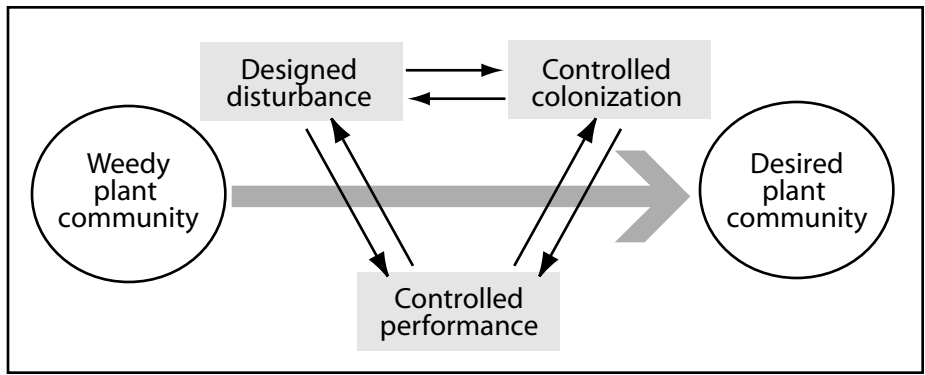 Designed
disturbance
Controlled
colonization
Weedy
plant
community
Desired
plant
community
Controlled
performance